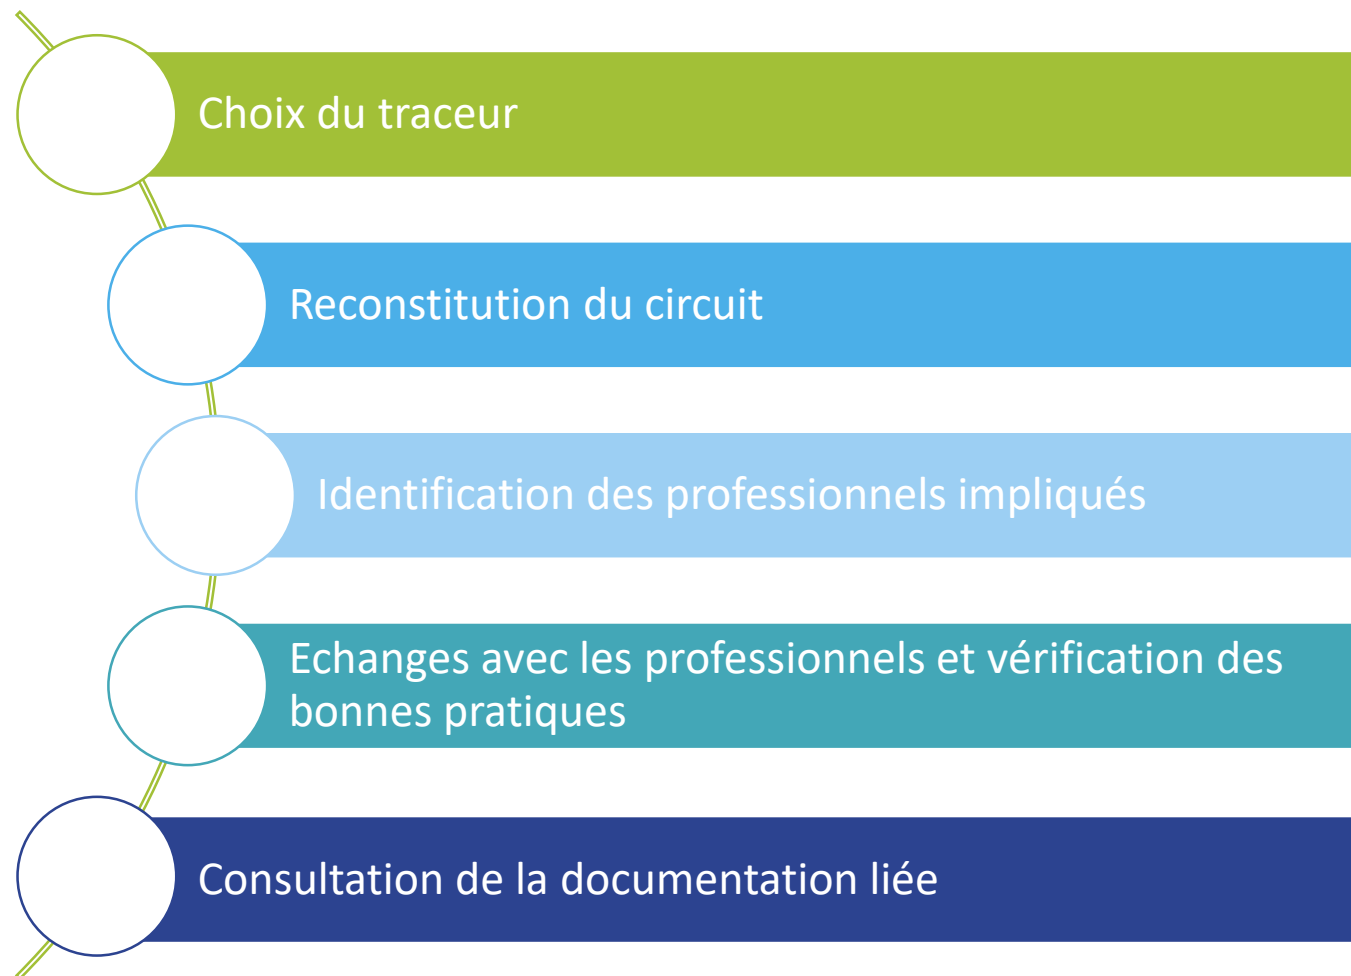 Choix du traceur
Reconstitution du circuit
Identification des professionnels impliqués
Echanges avec les professionnels et vérification des
bonnes pratiques
Consultation de la documentation liée